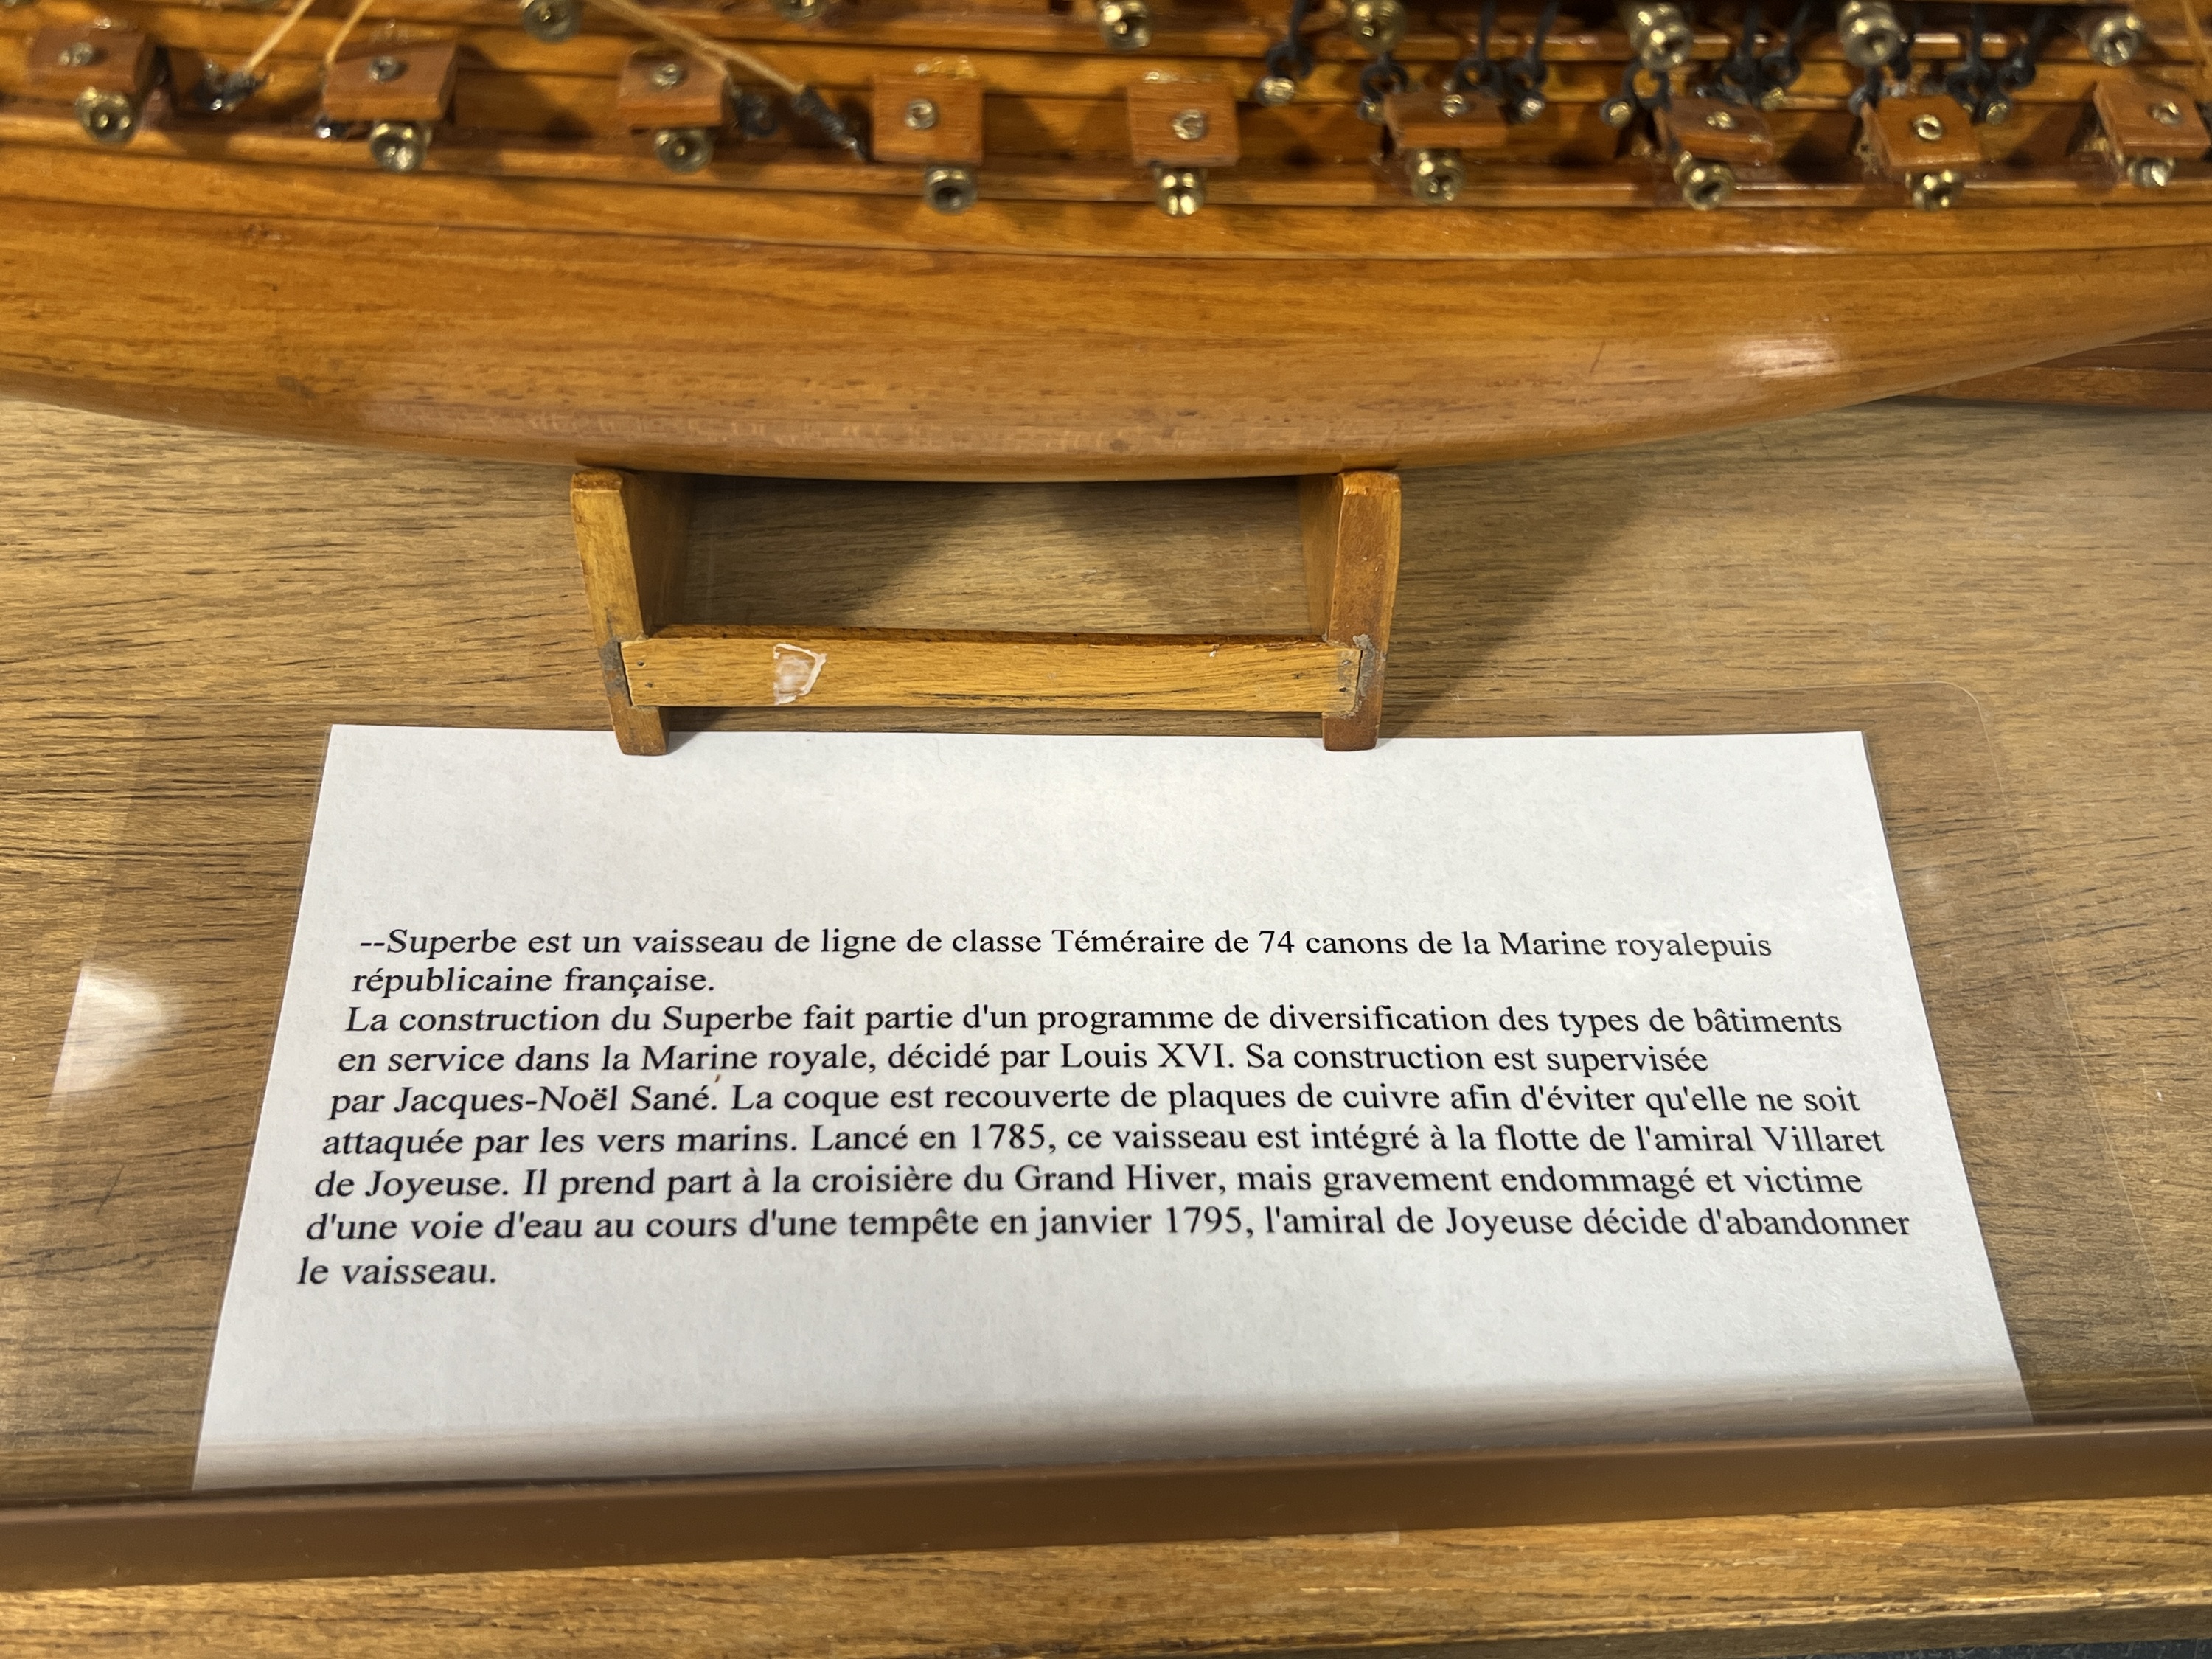 --Superbe est un vaisseau de ligne de classe Téméraire de 74 canons de la Marine royalepuis
républicaine française.
La construction du Superbe fait partie d'un programme de diversification des types de bâtiments
en service dans la Marine royale, décidé par Louis XVI. Sa construction est supervisée
par Jacques-Noël Sané. La coque est recouverte de plaques de cuivre afin d'éviter qu'elle ne soit
attaquée par les vers marins. Lancé en 1785, ce vaisseau est intégré à la flotte de l'amiral Villaret
de Joyeuse. Il prend part à la croisière du Grand Hiver, mais gravement endommagé et victime
d'une voie d'eau au cours d'une tempête en janvier 1795, l'amiral de Joyeuse décide d'abandonner
le vaisseau.